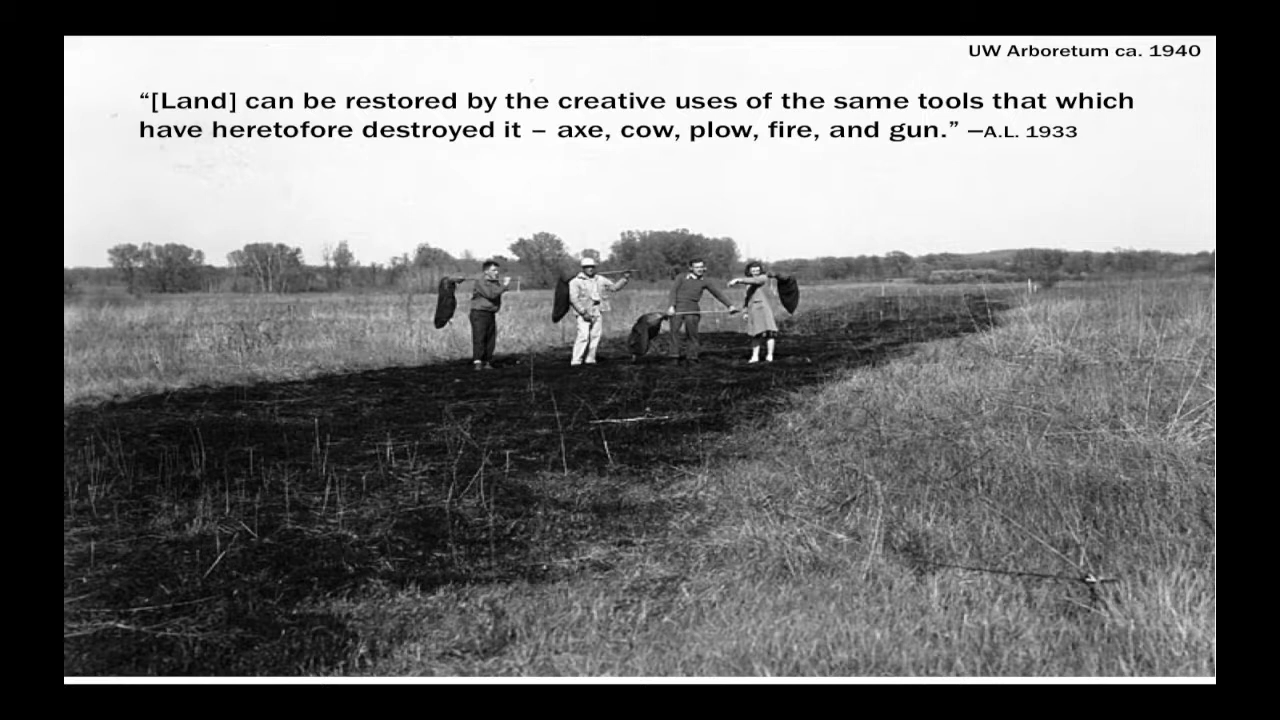 UW Arboretum ca. 1940
“[Land] can be restored by the creative uses of the same tools that which
have heretofore destroyed it – axe, cow, plow, fire, and gun.” —A.L. 1933